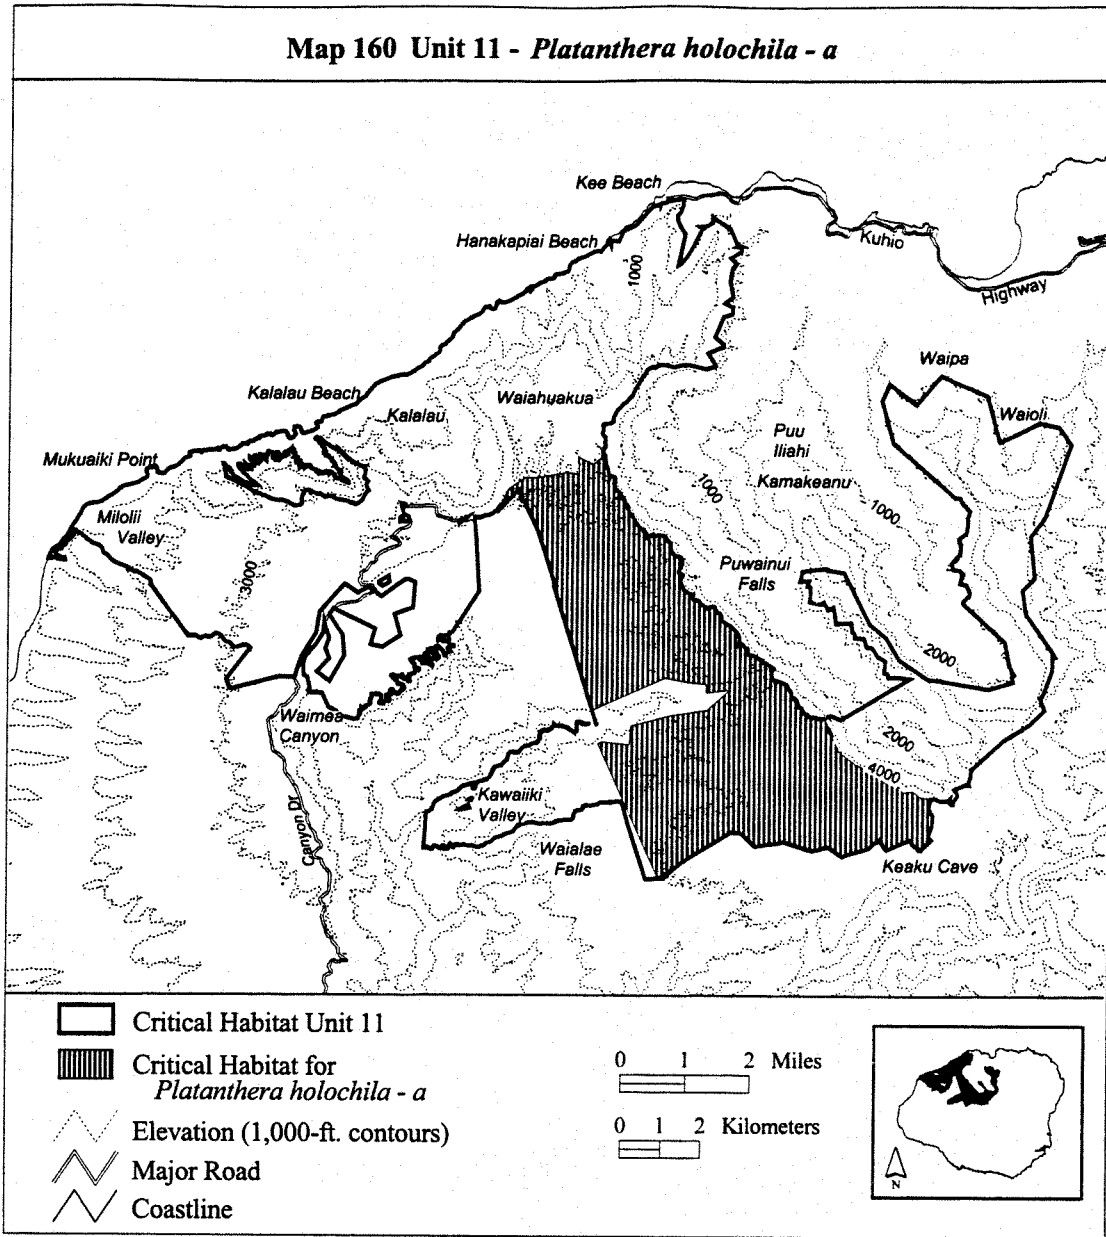 Map 160 Unit 11 - Platanthera holochila - a
Kee Beach
Hanakapiai Beach
Kuhio
Highway
1000
Waipa
Kalalau Beach
Kalalau
Waiahuakua
Waioli
Puu
Iliahi
Mukuaiki Point
Kamakeanu
1000
1000
Milolii
Valley
3000
Puwainui
Falls
2000
Waimea
Canyon
2000
4000
Kawaiiki
Valley
Canyon Dr
Waialae
Falls
Keaku Cave
Critical Habitat Unit 11
Critical Habitat for
Platanthera holochila - a
Elevation (1,000-ft. contours)
Major Road
Coastline
0 1 2 Miles
0 1 2 Kilometers
N